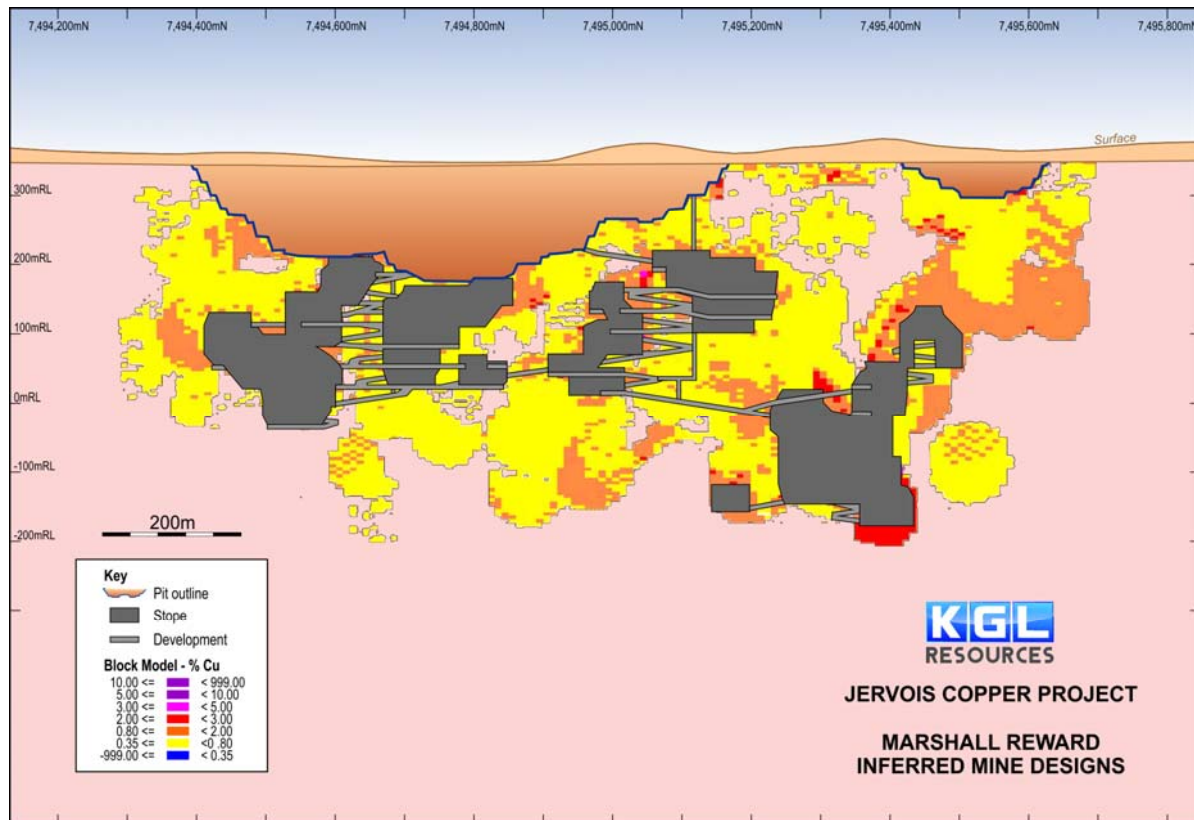 7,494,200mN 7,494,400mN 7,494,600mN 7,494,800mN 7,495,000mN 7,495,200mN 7,495,400mN 7,495,600mN 7,495,800mN
Surface
300mRL
200mRL
100mRL
0mRL
-100mRL
-200mRL
200m
Key
Pit outline
Stope
Development
Block Model - % Cu
10.00 <= < 999.00
5.00 <= < 10.00
3.00 <= < 5.00
2.00 <= < 3.00
0.80 <= < 2.00
0.35 <= <0 .80
-999.00 <= < 0.35
KGL
RESOURCES
JERVOIS COPPER PROJECT
MARSHALL REWARD
INFERRED MINE DESIGNS